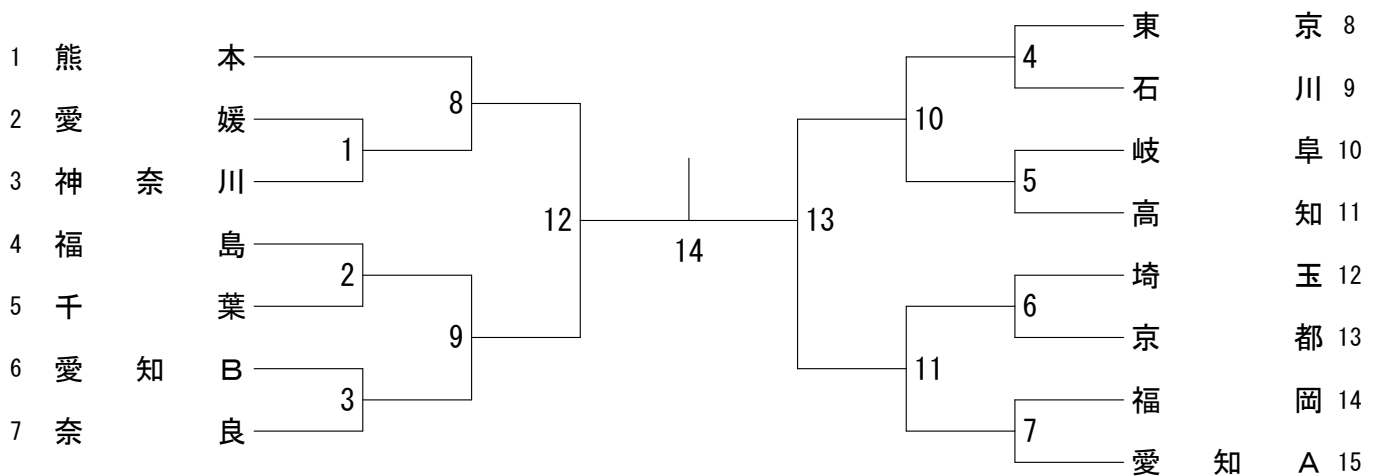 1 熊本
2 愛媛
3 神奈川
4 福島
5 千葉
6 愛知B
7 奈良
1
2
3
8
9
12
14
13
10
11
4
5
6
7
東京 8
石川 9
岐阜 10
高知 11
埼玉 12
京都 13
福岡 14
愛知A 15